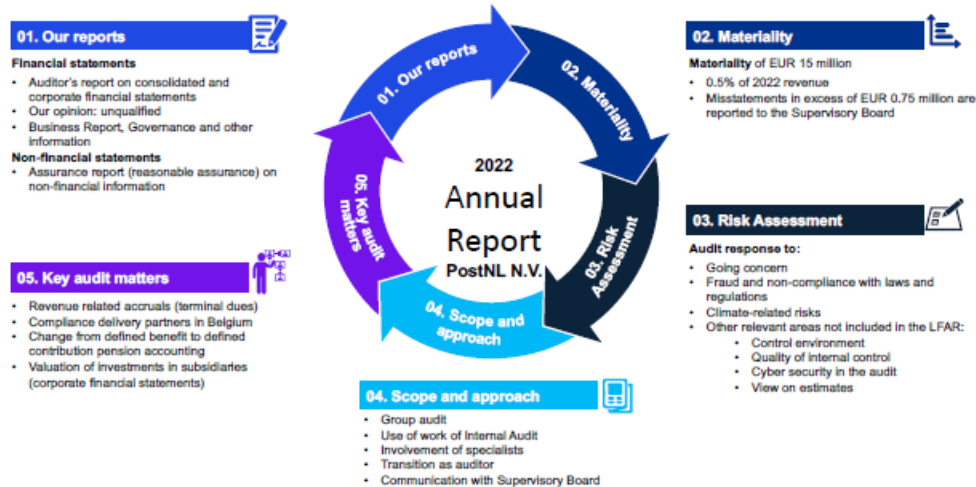 01. Our reports
Financial statements
• Auditor's report on consolidated and
corporate financial statements
• Our opinion: unqualified
• Business Report, Governance and other
information
Non-financial statements
• Assurance report (reasonable assurance) on
non-financial information
02. Materiality
Materiality of EUR 15 million
• 0.5% of 2022 revenue
• Misstatements in excess of EUR 0.75 million are
reported to the Supervisory Board
01. Our reports
02. Materiality
03. Risk
Assessment
04. Scope and
approach
05. Key audit
matters
2022
Annual
Report
PostNL N.V.
03. Risk Assessment
Audit response to:
• Going concern
• Fraud and non-compliance with laws and
regulations
• Climate-related risks
• Other relevant areas not included in the LFAR:
• Control environment
• Quality of internal control
• Cyber security in the audit
• View on estimates
05. Key audit matters
• Revenue related accruals (terminal dues)
• Compliance delivery partners in Belgium
• Change from defined benefit to defined
contribution pension accounting
• Valuation of investments in subsidiaries
(corporate financial statements)
04. Scope and approach
• Group audit
• Use of work of Internal Audit
• Involvement of specialists
• Transition as auditor
• Communication with Supervisory Board